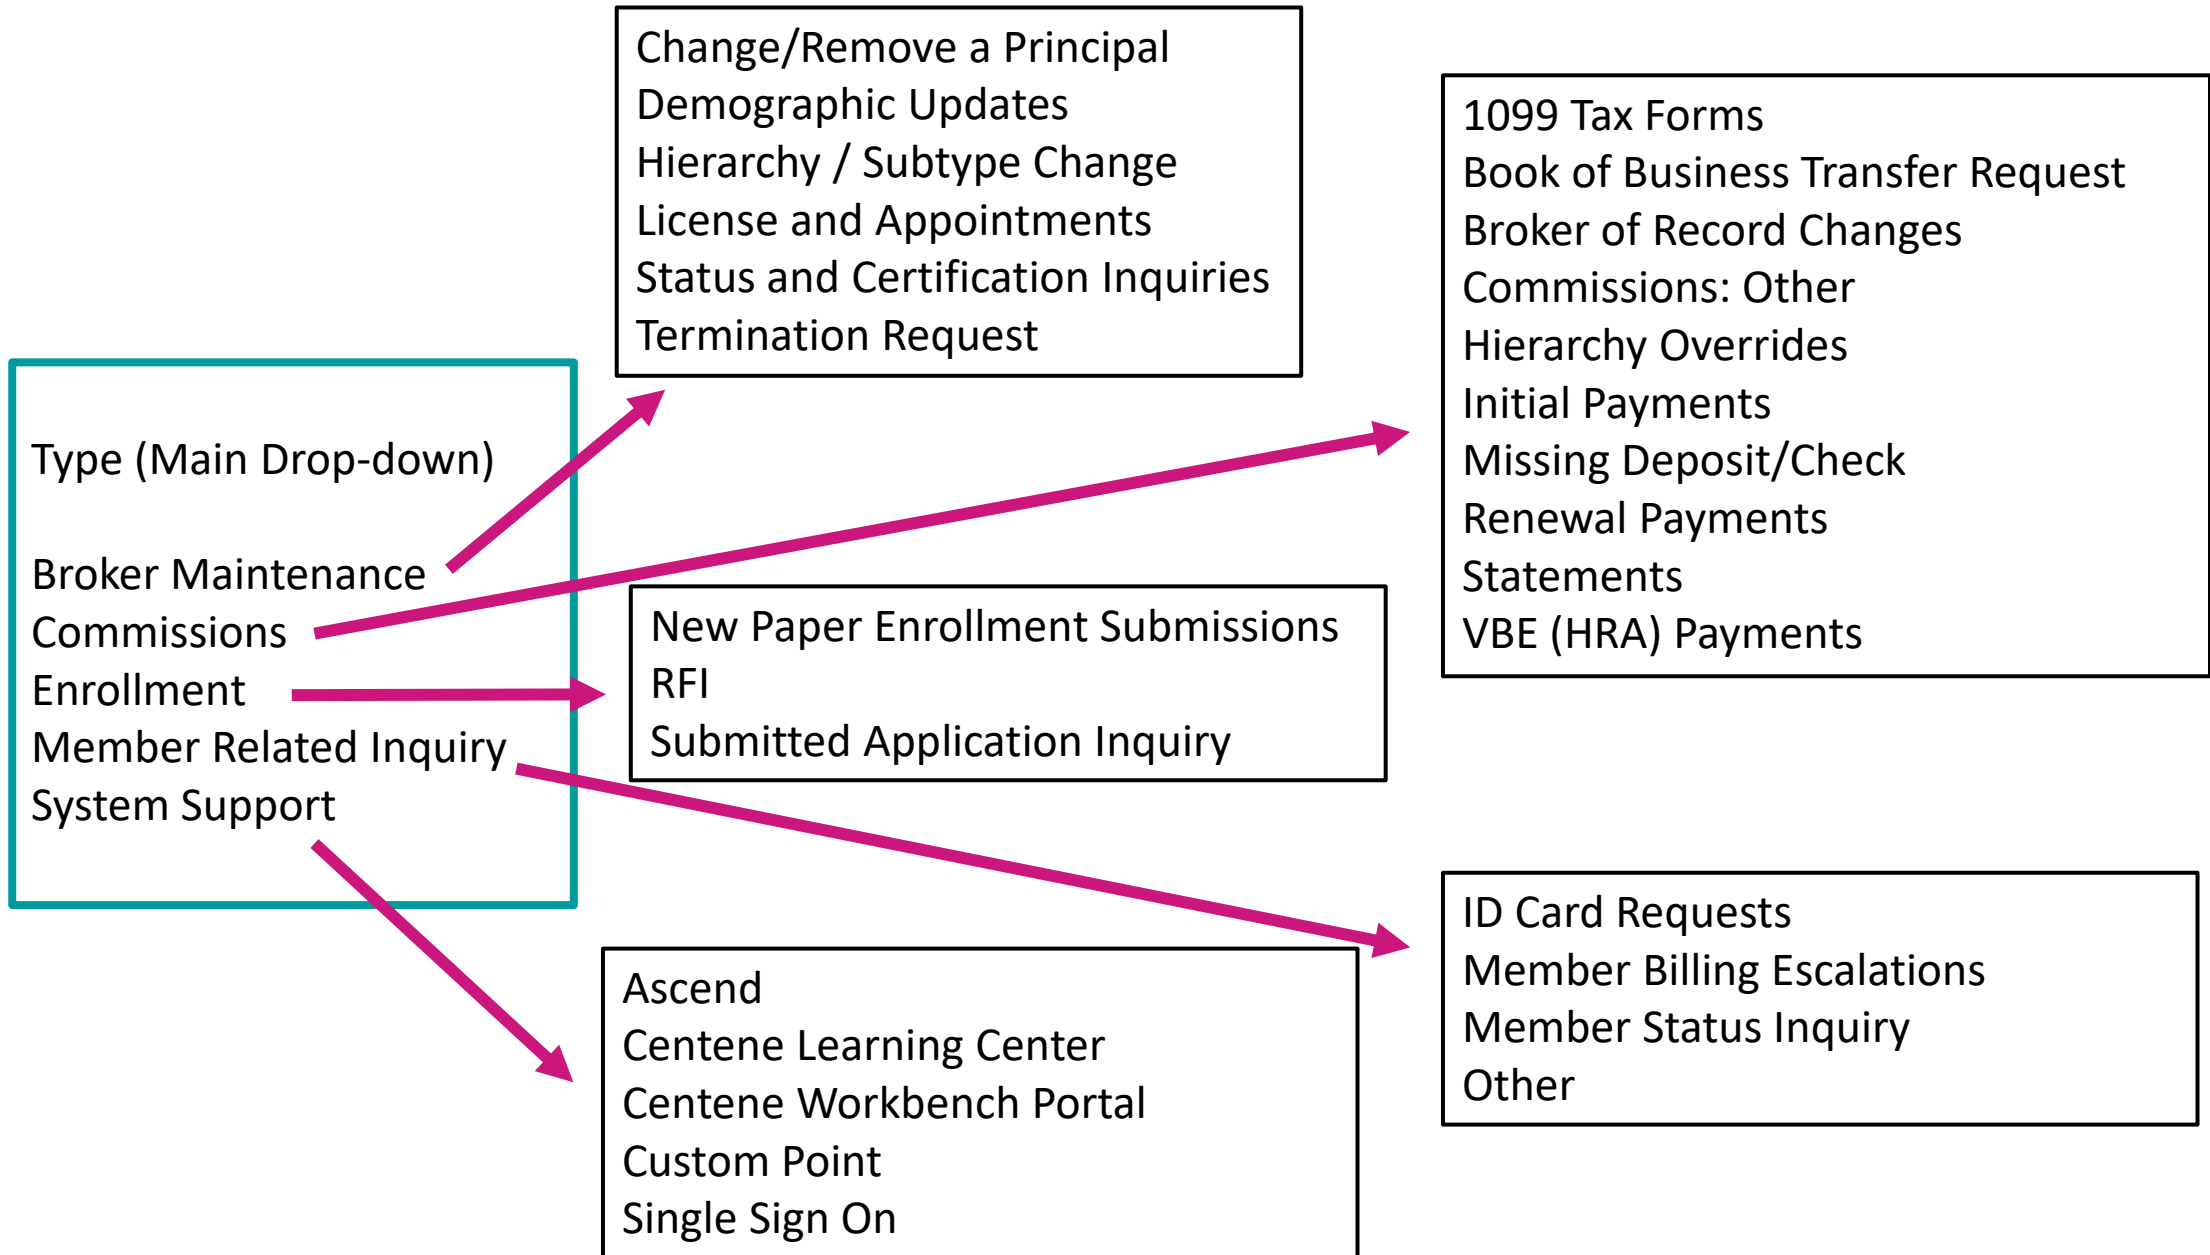 Change/Remove a Principal
Demographic Updates
Hierarchy / Subtype Change
License and Appointments
Status and Certification Inquiries
Termination Request
1099 Tax Forms
Book of Business Transfer Request
Broker of Record Changes
Commissions: Other
Hierarchy Overrides
Initial Payments
Missing Deposit/Check
Renewal Payments
Statements
VBE (HRA) Payments
Type (Main Drop-down)
Broker Maintenance
Commissions
Enrollment
Member Related Inquiry
System Support
New Paper Enrollment Submissions
RFI
Submitted Application Inquiry
ID Card Requests
Member Billing Escalations
Member Status Inquiry
Other
Ascend
Centene Learning Center
Centene Workbench Portal
Custom Point
Single Sign On